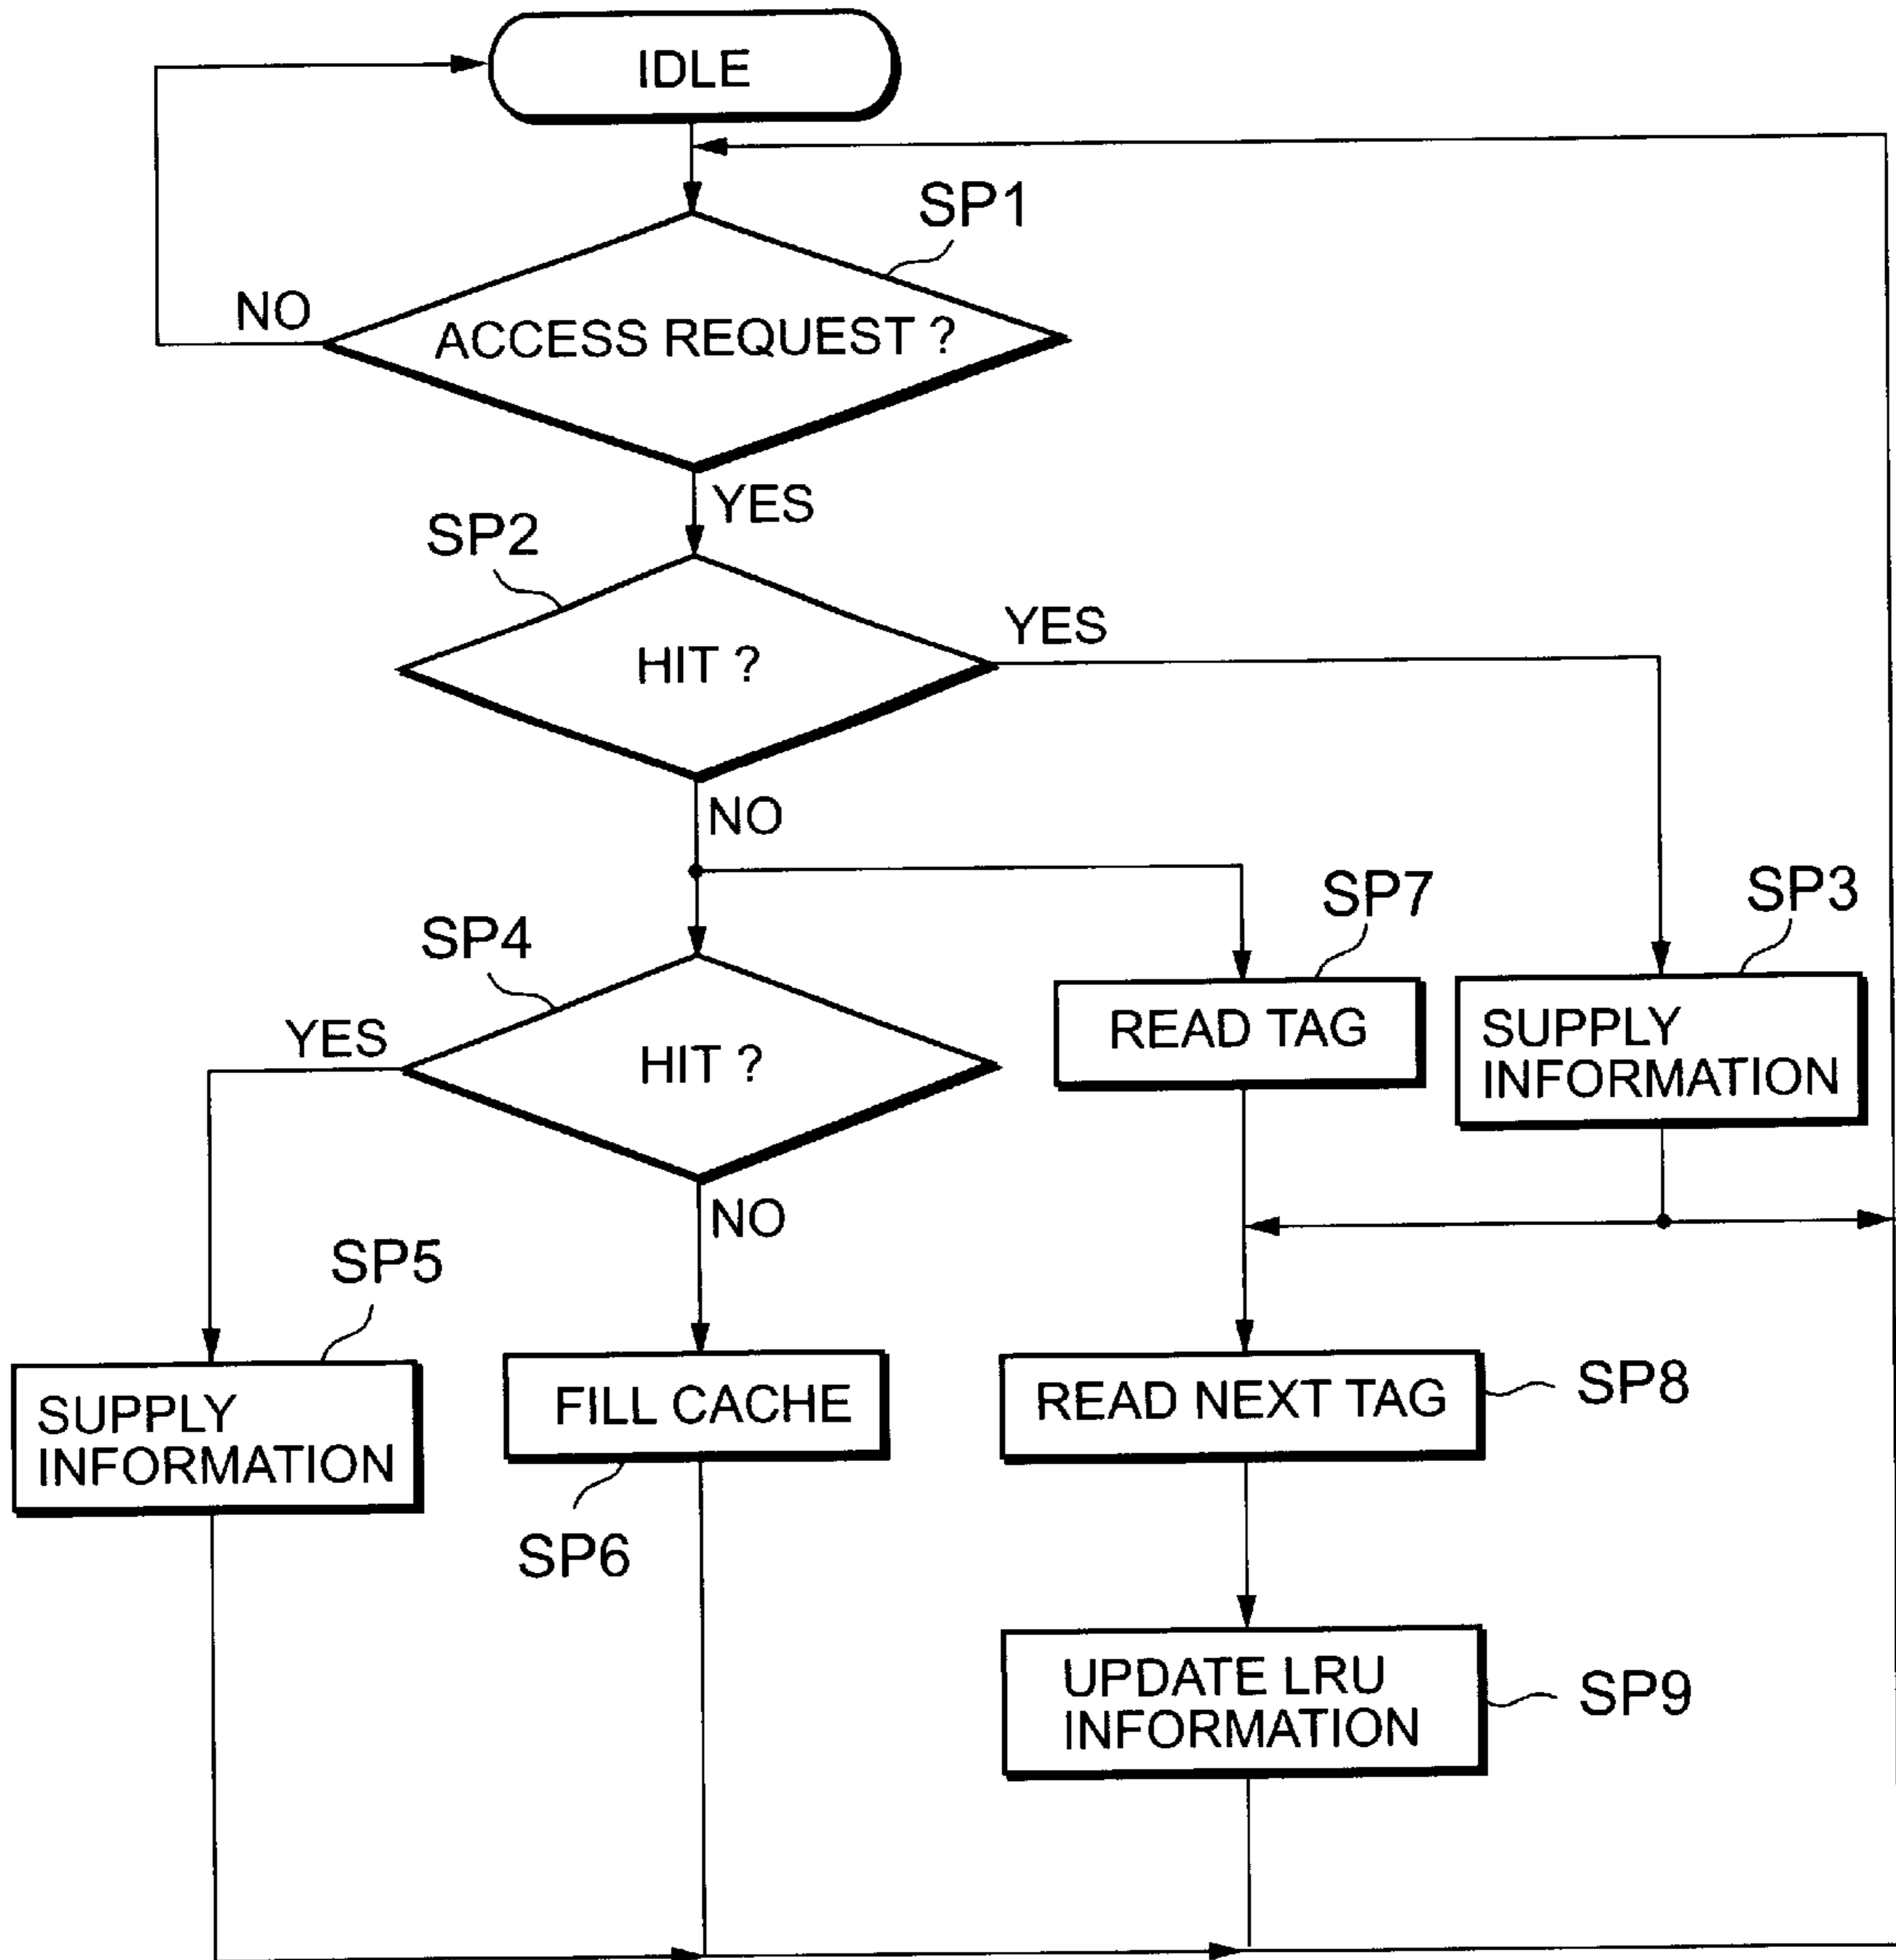 IDLE
SP1
NO
ACCESS REQUEST ?
YES
SP2
YES
HIT ?
NO
SP7
SP3
SP4
YES
HIT ?
READ TAG
SUPPLY
INFORMATION
NO
SP5
SUPPLY
INFORMATION
FILL CACHE
SP6
READ NEXT TAG
SP8
UPDATE LRU
INFORMATION
SP9